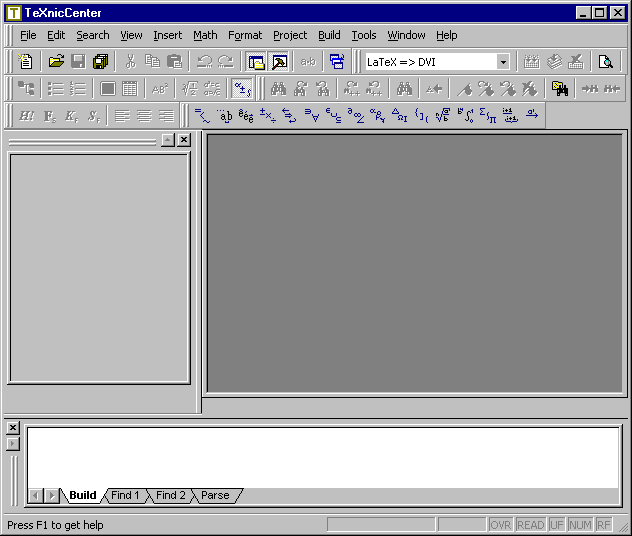 TeXnicCenter
File Edit Search View Insert Math Format Project Build Tools Window Help
LaTeX => DVI
Build Find 1 Find 2 Parse
Press F1 to get help
OVR READ UF NUM RF